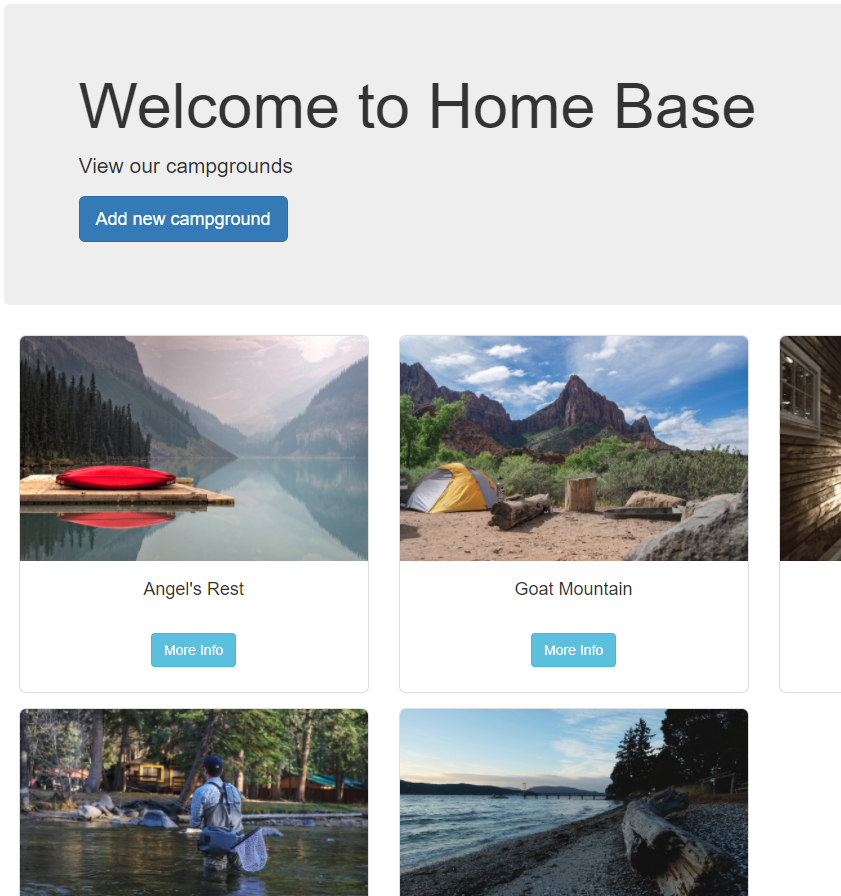 Welcome to Home Base
View our campgrounds
Add new campground
Angel's Rest
Goat Mountain
More Info
More Info